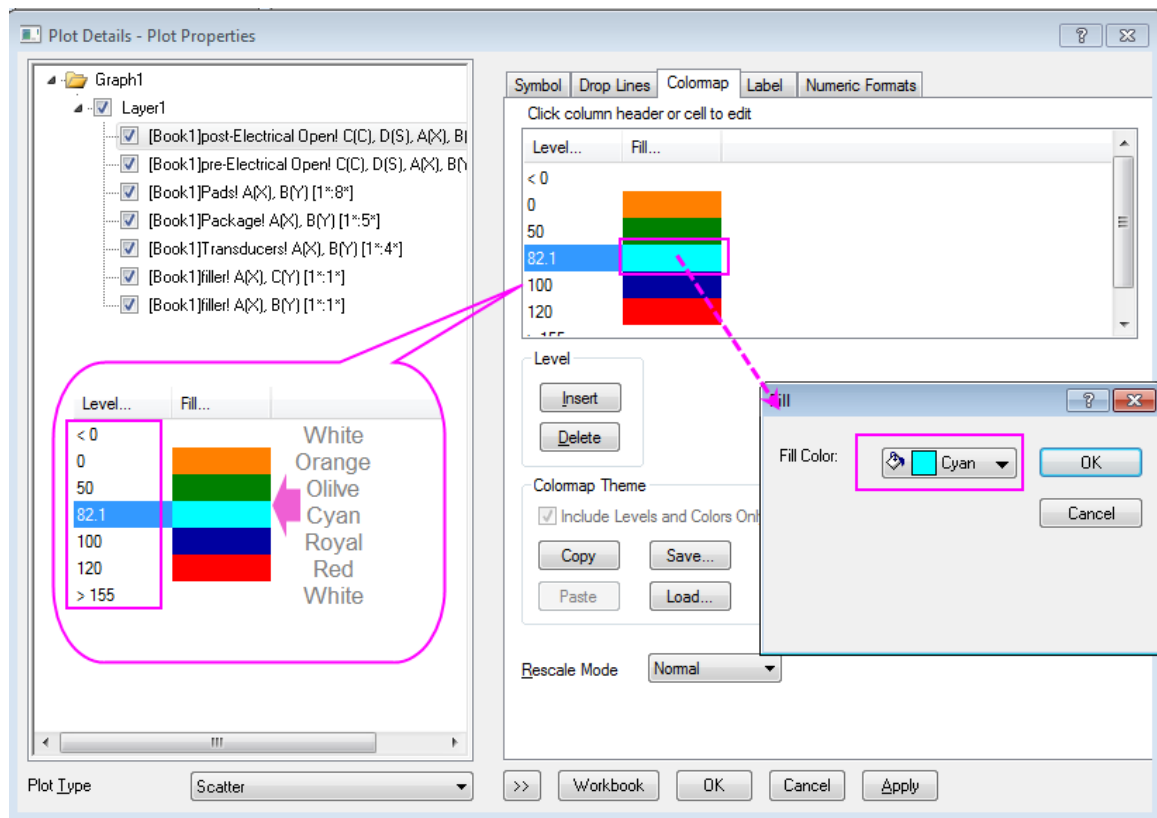 Plot Details - Plot Properties
Graph1
Layer1
[Book1]post-Electrical Open! C(C), D(S), A(X), B(
[Book1]pre-Electrical Open! C(C), D(S), A(X), B(Y
[Book1]Pads! A(X), B(Y) [1*:8*]
[Book1]Package! A(X), B(Y) [1*:5*]
[Book1]Transducers! A(X), B(Y) [1*:4*]
[Book1]filler! A(X), C(Y) [1*:1*]
[Book1]filler! A(X), B(Y) [1*:1*]
Level... Fill...
< 0 White
0 Orange
50 Olilve
82.1 Cyan
100 Royal
120 Red
> 155 White
Plot Type Scatter
Symbol Drop Lines Colormap Label Numeric Formats
Click column header or cell to edit
Level... Fill...
< 0
0
50
82.1
100
120
> 155
Level
Insert
Delete
Colormap Theme
Include Levels and Colors Onl
Copy Save...
Paste Load...
Rescale Mode Normal
Fill
Fill Color: Cyan OK
Cancel
>> Workbook OK Cancel Apply